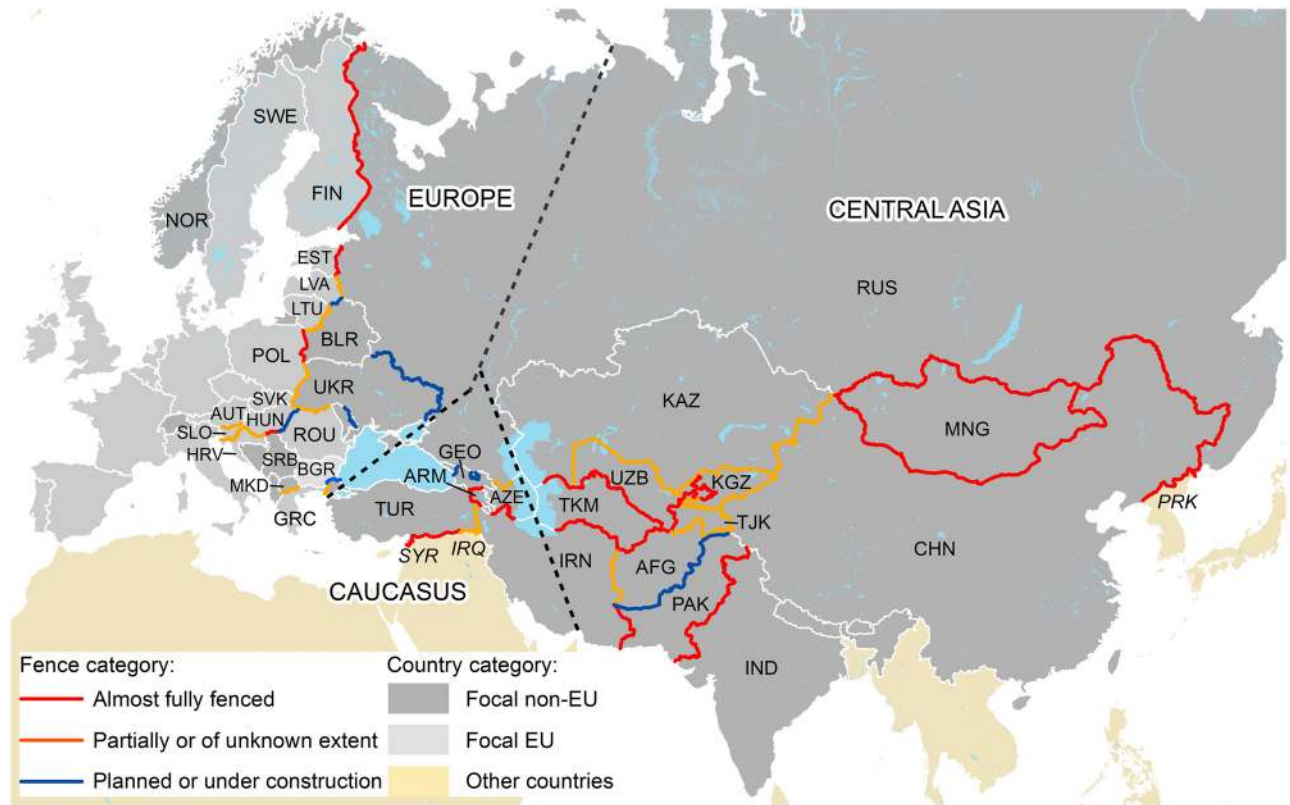 SWE
FIN
EUROPE
CENTRAL ASIA
NOR
EST
LVA
RUS
LTU
BLR
POL
UKR
SVK
KAZ
AUT
HUN
MNG
SLO
ROU
HRV
SRB
GEO
BGR
ARM
UZB
KGZ
MKD
AZE
TKM
PRK
TUR
TJK
GRC
SYR
IRQ
IRN
AFG
CHN
CAUCASUS
PAK
IND
Fence category:
Almost fully fenced
Partially or of unknown extent
Planned or under construction
Country category:
Focal non-EU
Focal EU
Other countries